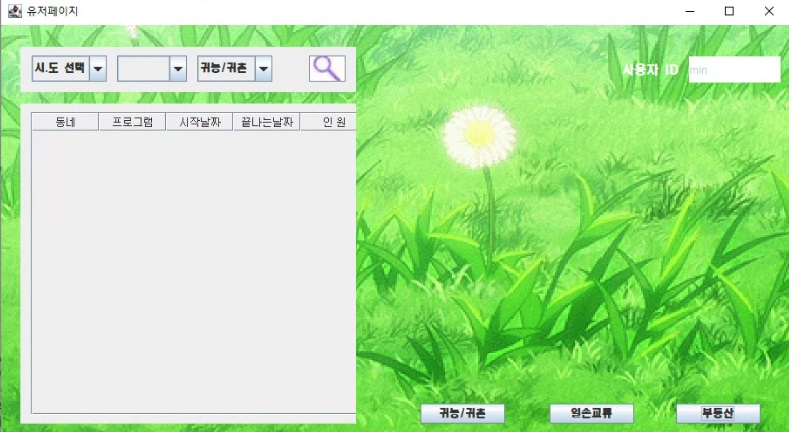 유저페이지
시.도 선택
귀농/귀촌
사용자 ID min
동네 프로그램 시작날짜 끝나는날짜 인 원
귀농/귀촌 일손교류 부동산